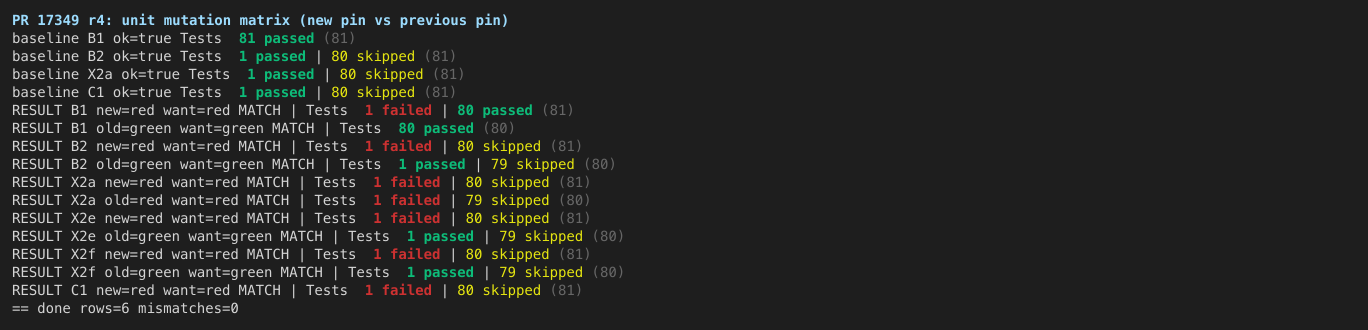 PR 17349 r4: unit mutation matrix (new pin vs previous pin)
baseline B1 ok=true Tests  81 passed (81)
baseline B2 ok=true Tests  1 passed | 80 skipped (81)
baseline X2a ok=true Tests  1 passed | 80 skipped (81)
baseline C1 ok=true Tests  1 passed | 80 skipped (81)
RESULT B1 new=red want=red MATCH | Tests  1 failed | 80 passed (81)
RESULT B1 old=green want=green MATCH | Tests  80 passed (80)
RESULT B2 new=red want=red MATCH | Tests  1 failed | 80 skipped (81)
RESULT B2 old=green want=green MATCH | Tests  1 passed | 79 skipped (80)
RESULT X2a new=red want=red MATCH | Tests  1 failed | 80 skipped (81)
RESULT X2a old=red want=red MATCH | Tests  1 failed | 79 skipped (80)
RESULT X2e new=red want=red MATCH | Tests  1 failed | 80 skipped (81)
RESULT X2e old=green want=green MATCH | Tests  1 passed | 79 skipped (80)
RESULT X2f new=red want=red MATCH | Tests  1 failed | 80 skipped (81)
RESULT X2f old=green want=green MATCH | Tests  1 passed | 79 skipped (80)
RESULT C1 new=red want=red MATCH | Tests  1 failed | 80 skipped (81)
== done rows=6 mismatches=0